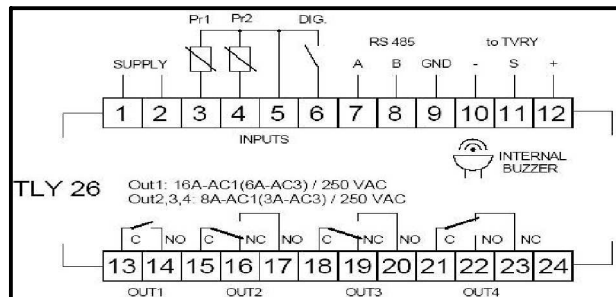 Pr1 Pr2 DIG.
RS 485 to TVRY
SUPPLY A B GND - S +
1 2 3 4 5 6 7 8 9 10 11 12
INPUTS
INTERNAL
BUZZER
TLY 26
Out1: 16A-AC1(6A-AC3) / 250 VAC
Out2,3,4: 8A-AC1(3A-AC3) / 250 VAC
C NO C NC NO C NC NO C NO NC
13 14 15 16 17 18 19 20 21 22 23 24
OUT1 OUT2 OUT3 OUT4